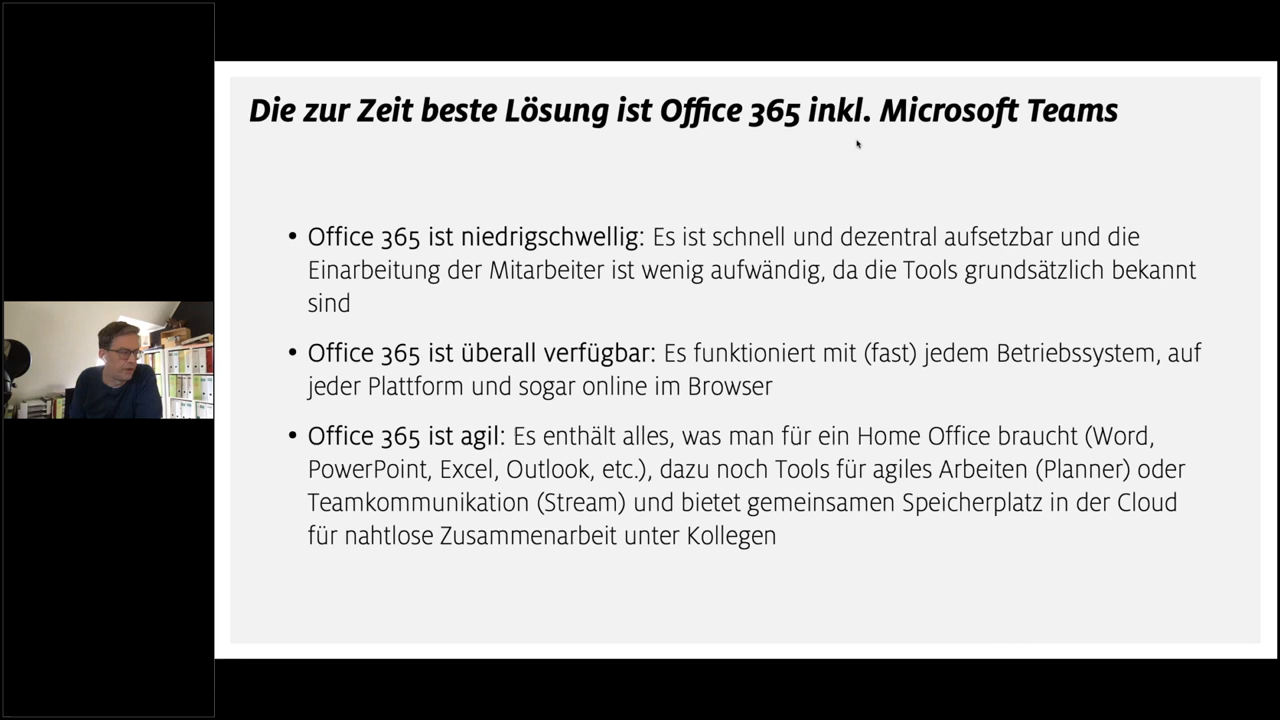 Die zur Zeit beste Lösung ist Office 365 inkl. Microsoft Teams
• Office 365 ist niedrigschwellig: Es ist schnell und dezentral aufsetzbar und die
Einarbeitung der Mitarbeiter ist wenig aufwändig, da die Tools grundsätzlich bekannt
sind
• Office 365 ist überall verfügbar: Es funktioniert mit (fast) jedem Betriebssystem, auf
jeder Plattform und sogar online im Browser
• Office 365 ist agil: Es enthält alles, was man für ein Home Office braucht (Word,
PowerPoint, Excel, Outlook, etc.), dazu noch Tools für agiles Arbeiten (Planner) oder
Teamkommunikation (Stream) und bietet gemeinsamen Speicherplatz in der Cloud
für nahtlose Zusammenarbeit unter Kollegen